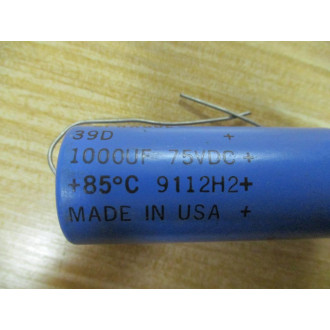 39D +
1000UF 75VDC +
+85°C 9112H2+
MADE IN USA +